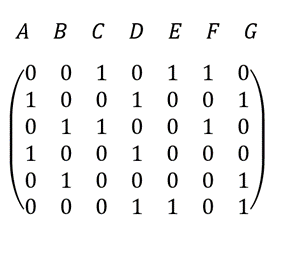 A B C D E F G
0 0 1 0 1 1 0
1 0 0 1 0 0 1
0 1 1 0 0 1 0
1 0 0 1 0 0 0
0 1 0 0 0 0 1
0 0 0 1 1 0 1